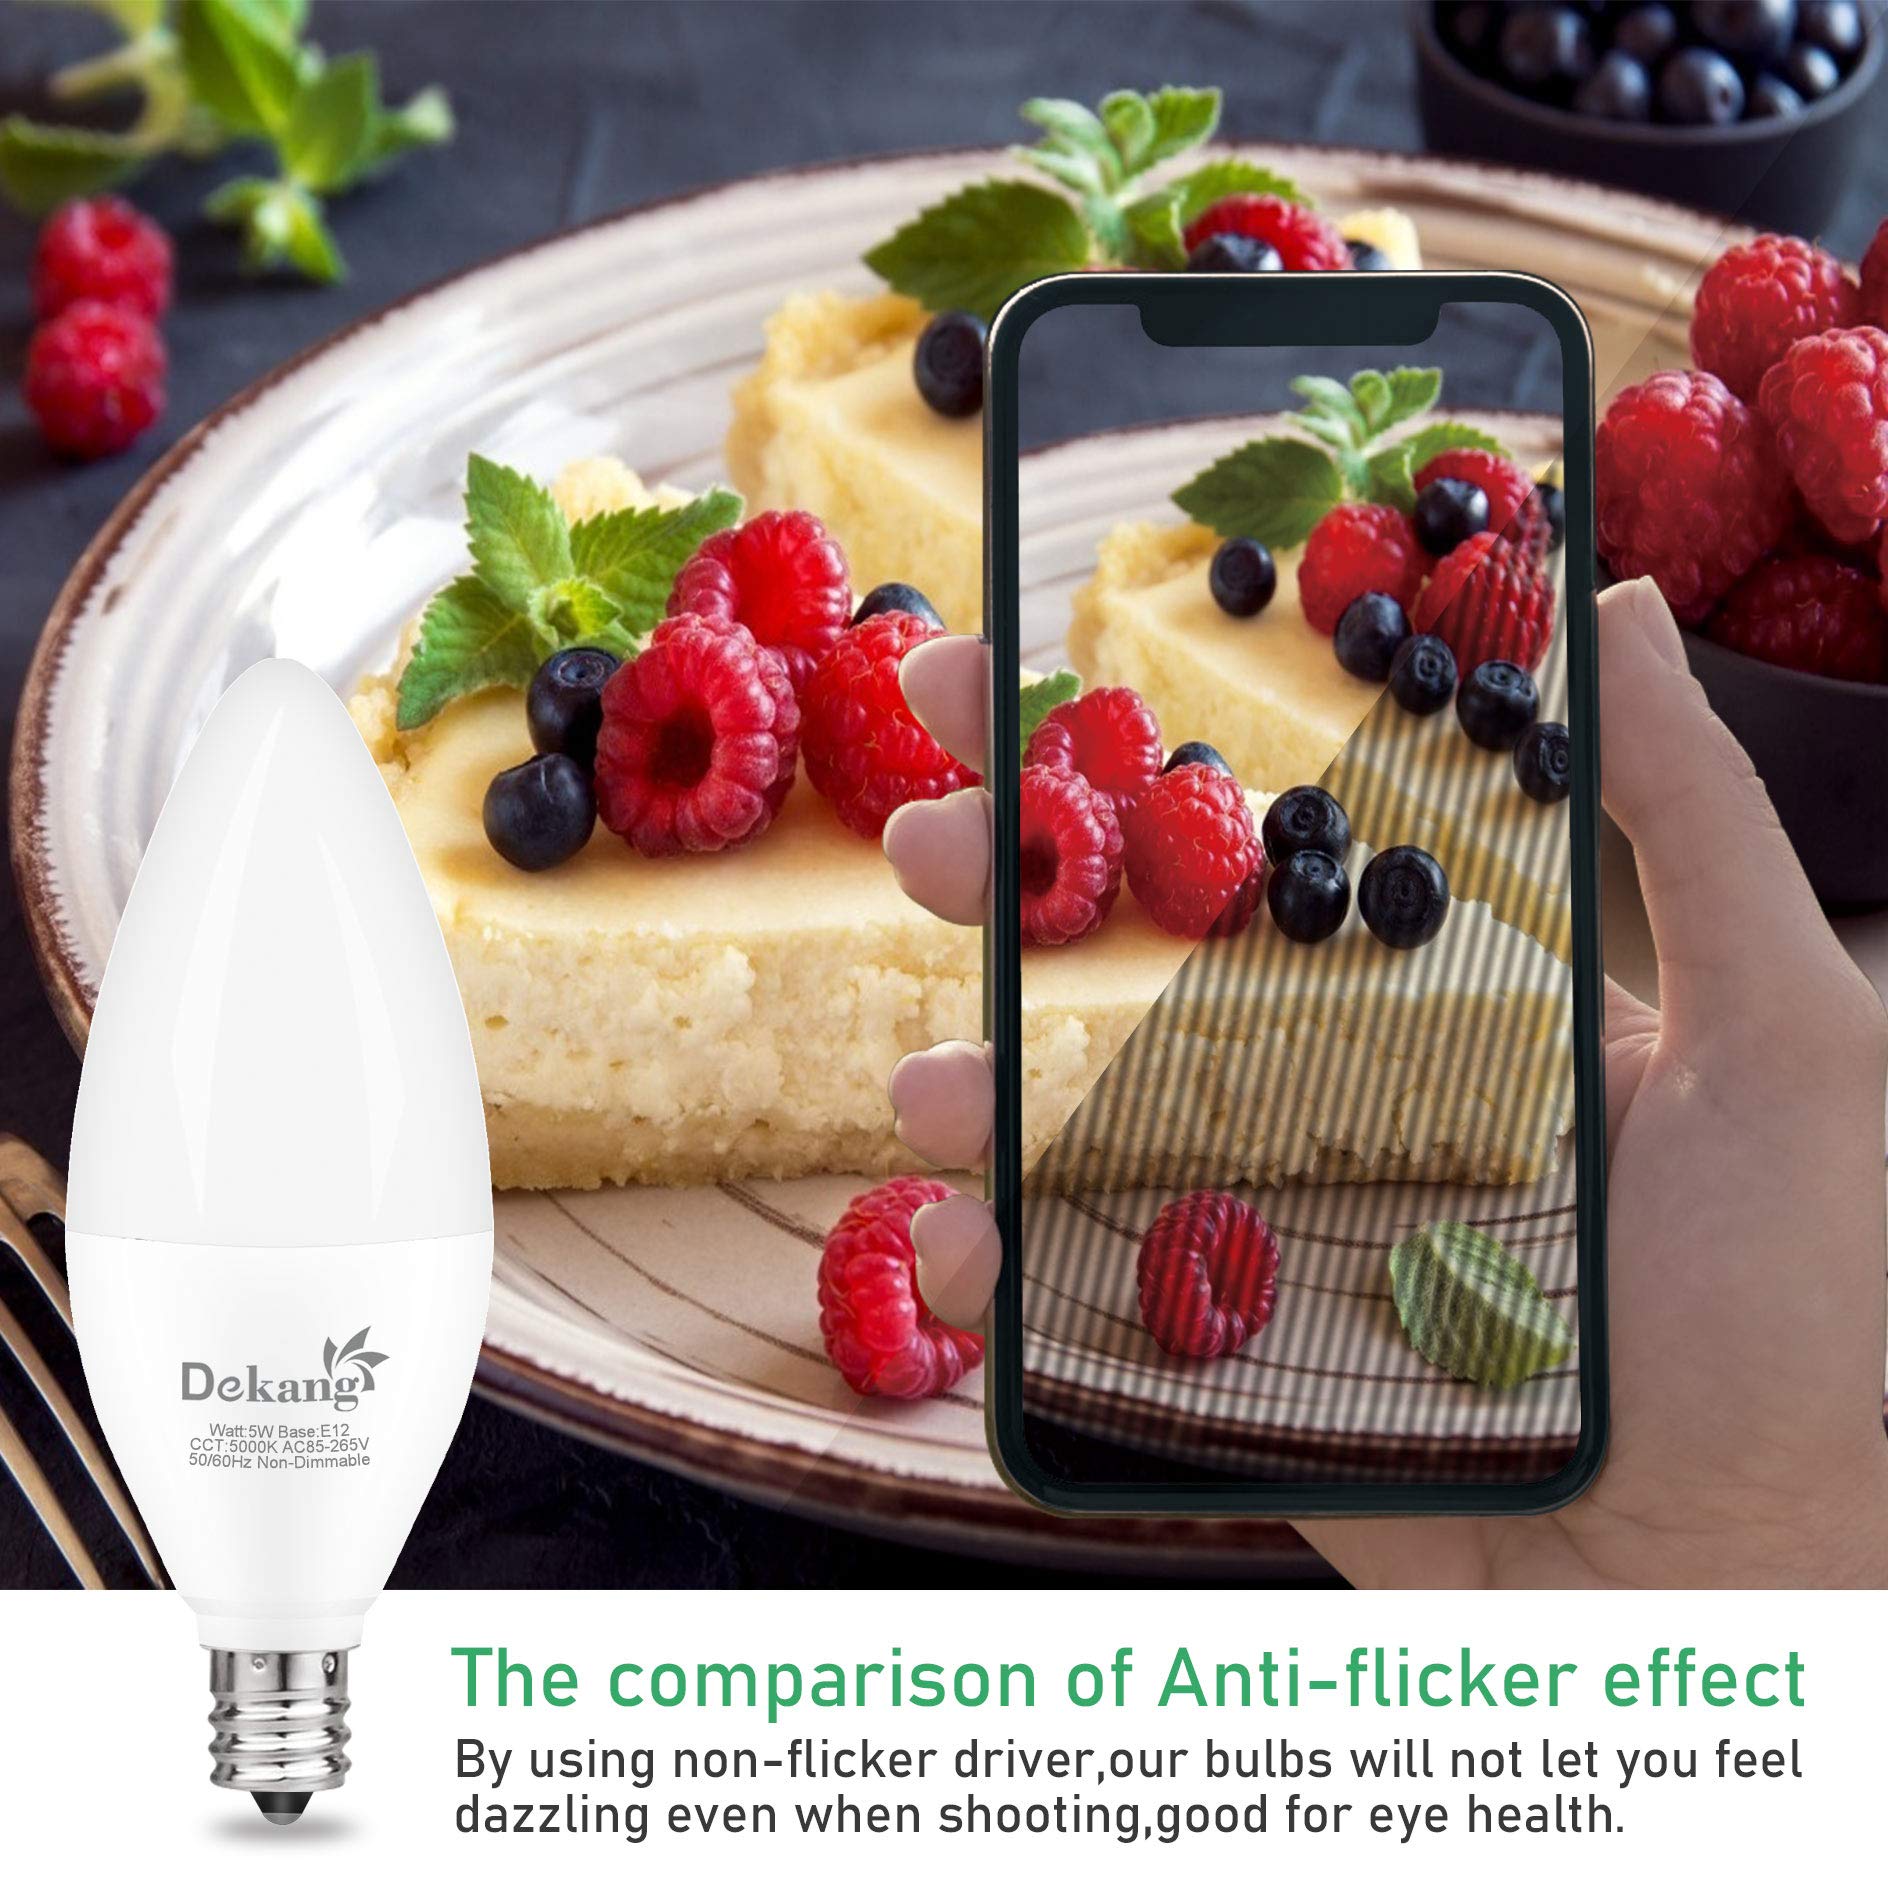 Dekang
Watt:5W Base:E12
CCT:5000K AC85-265V
50/60Hz Non-Dimmable
The comparison of Anti-flicker effect
By using non-flicker driver,our bulbs will not let you feel
dazzling even when shooting,good for eye health.